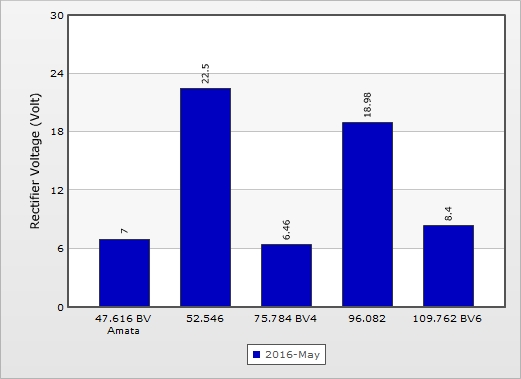 30
24
18
12
6
0
Rectifier Voltage (Volt)
7
22.5
6.46
18.98
8.4
47.616 BV
Amata
52.546
75.784 BV4
96.082
109.762 BV6
2016-May